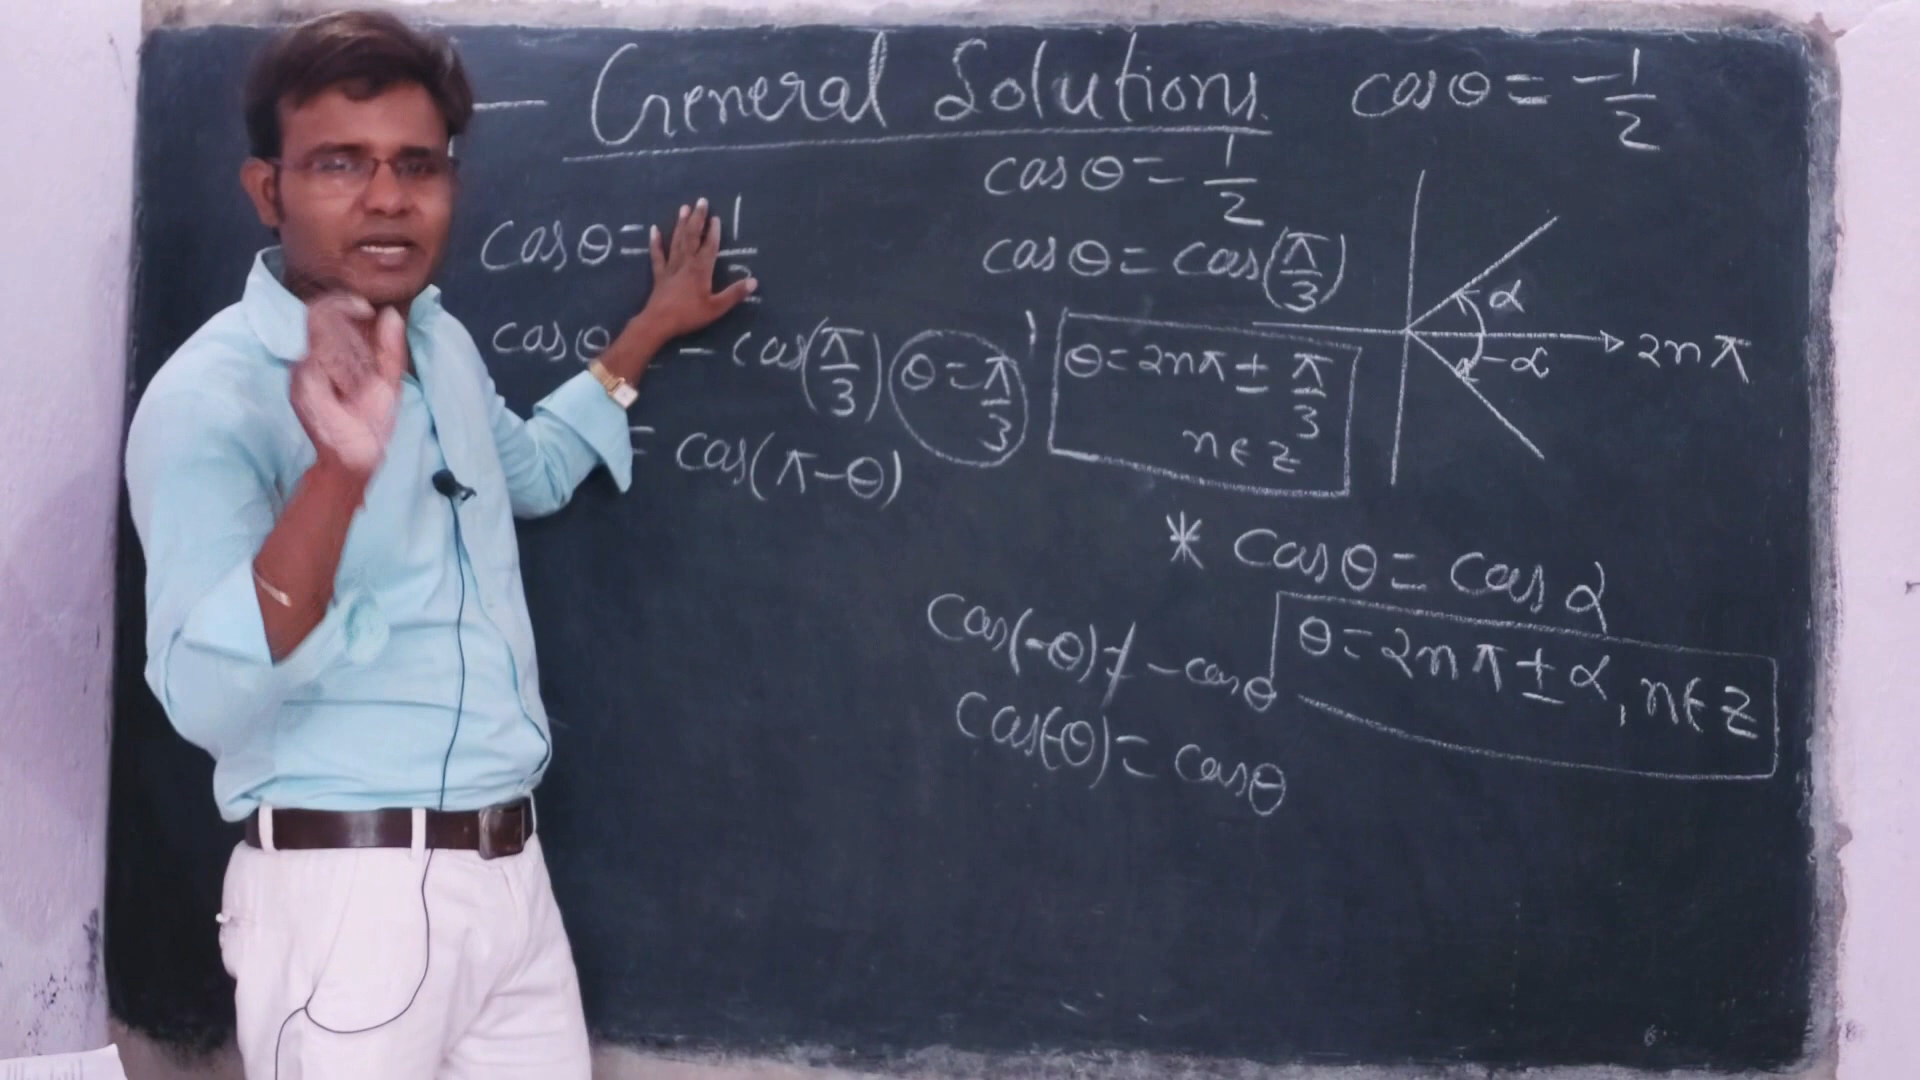 — General Solutions.
cosθ = -1/2
cosθ = 1/2
cosθ = cos(π/3)
θ = π/3
θ = 2nπ ± π/3
n ∈ z
cosθ = 1/2
cosθ - cos(π/3)
= cos(π-θ)
α
-α
2nπ
* cosθ = cos α
θ = 2nπ ± α, n ∈ z
cos(-θ) ≠ -cosθ
cos(-θ) = cosθ